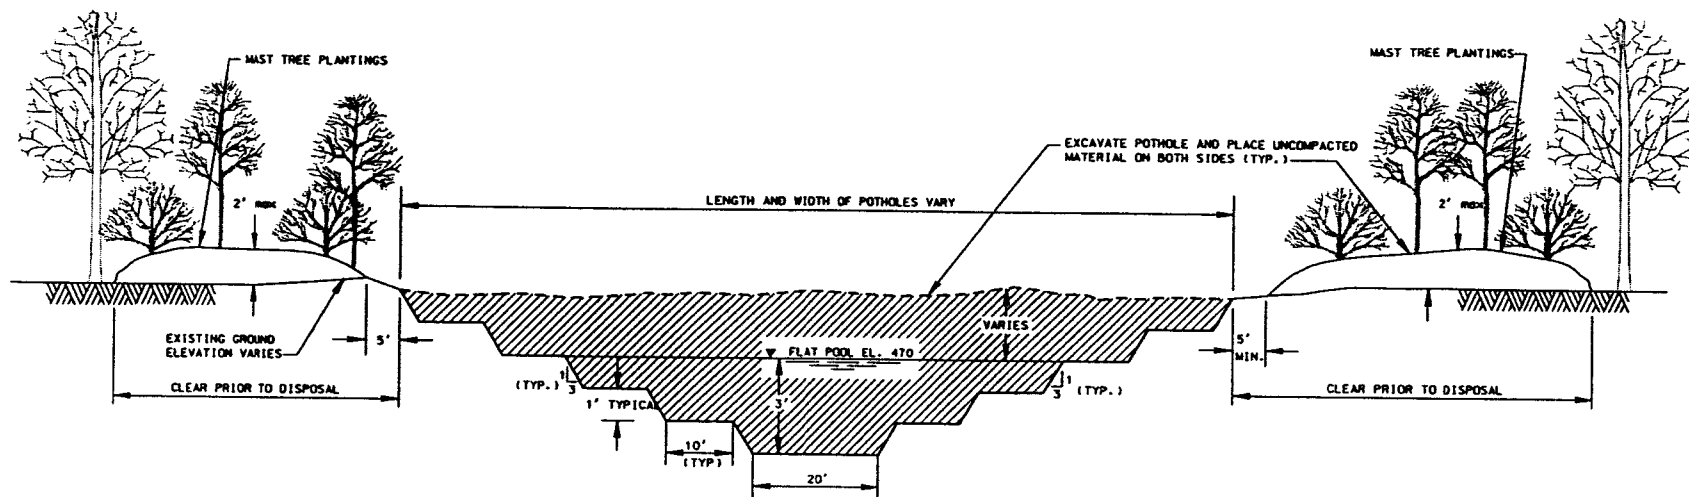 MAST TREE PLANTINGS
MAST TREE PLANTINGS
EXCAVATE POTHOLE AND PLACE UNCOMPACTED
MATERIAL ON BOTH SIDES (TYP.)
2' max
LENGTH AND WIDTH OF POTHOLES VARY
2' max
VARIES
EXISTING GROUND
ELEVATION VARIES
5'
FLAT POOL EL. 470
5'
MIN.
CLEAR PRIOR TO DISPOSAL
(TYP.)
1
3
1
3
(TYP.)
CLEAR PRIOR TO DISPOSAL
1' TYPICAL
3'
10'
(TYP)
20'